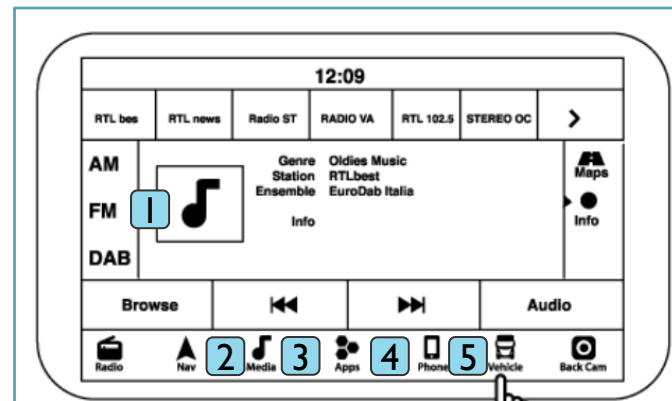 12:09
RTL bes RTL news Radio ST RADIO VA RTL 102.5 STEREO OC >
AM
FM
DAB
1
Genre Oldies Music
Station RTLbest
Ensemble EuroDab Italia
Info
Maps
Info
Browse Audio
2 3 4 5
Radio Nav Media Apps Phone Vehicle Back Cam